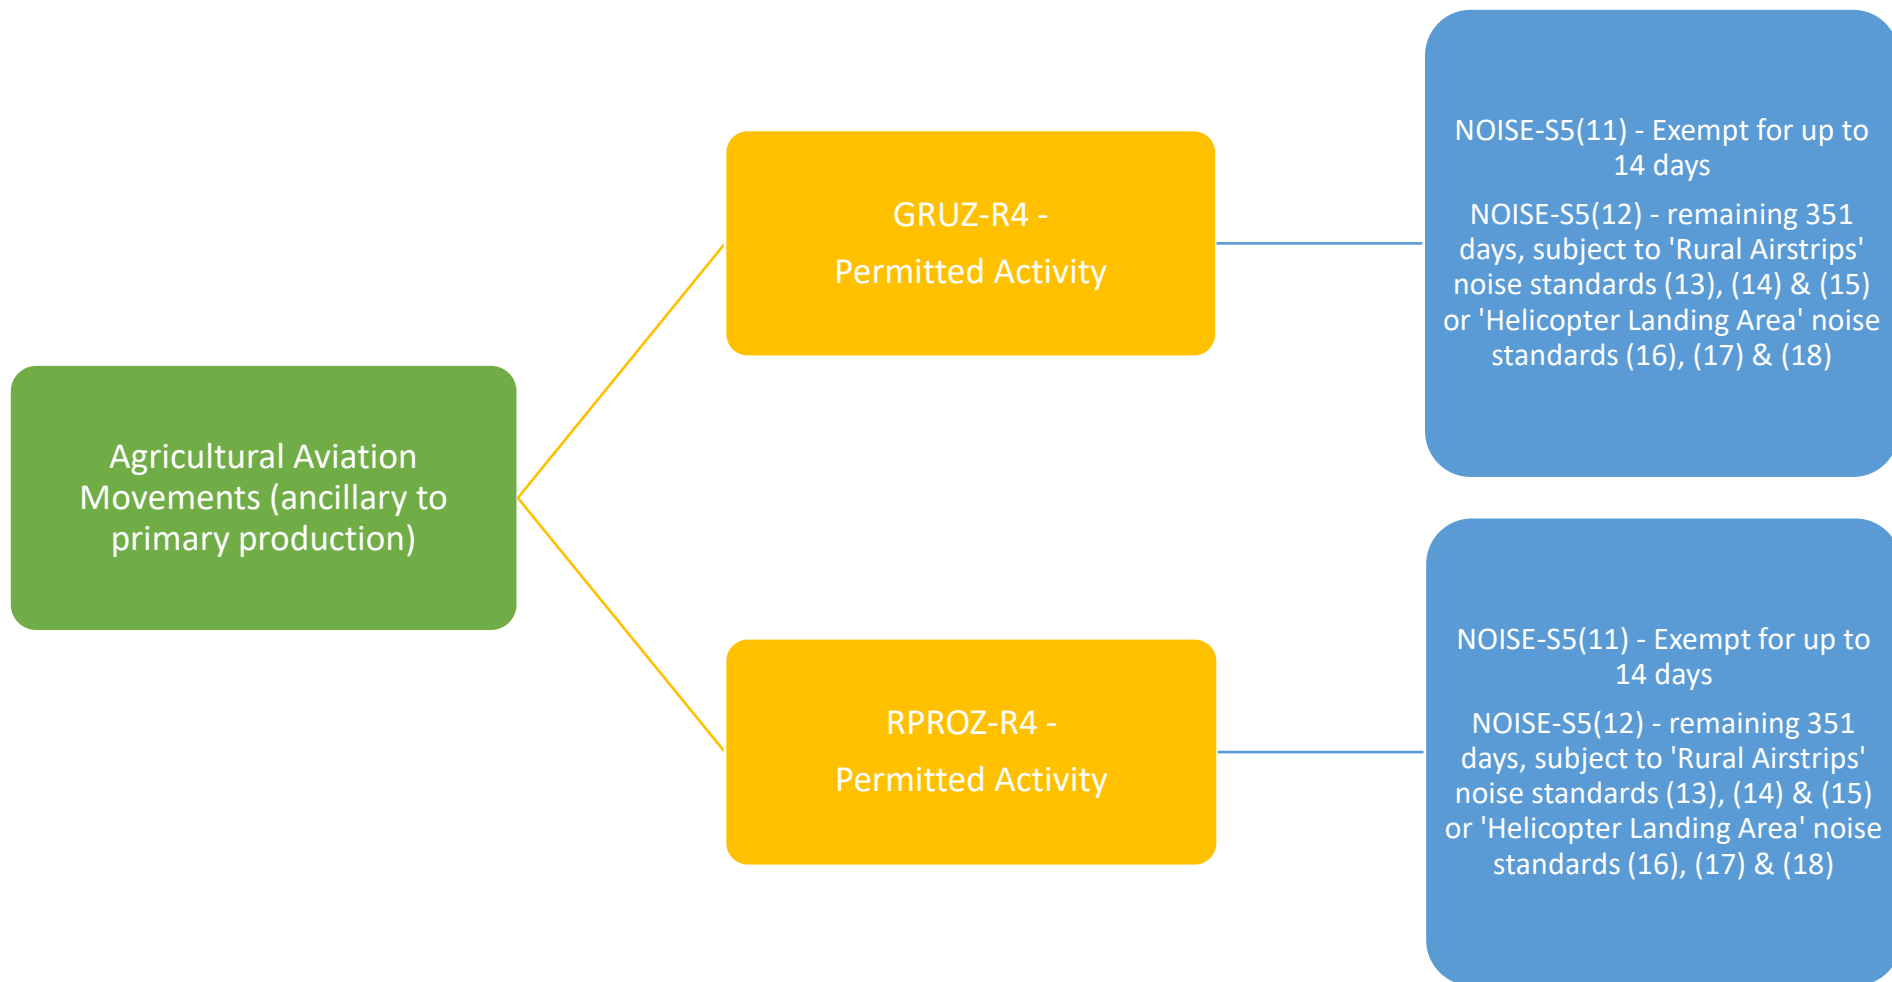 Agricultural Aviation
Movements (ancillary to
primary production)
GRUZ-R4 -
Permitted Activity
NOISE-S5(11) - Exempt for up to
14 days
NOISE-S5(12) - remaining 351
days, subject to 'Rural Airstrips'
noise standards (13), (14) & (15)
or 'Helicopter Landing Area' noise
standards (16), (17) & (18)
RPROZ-R4 -
Permitted Activity
NOISE-S5(11) - Exempt for up to
14 days
NOISE-S5(12) - remaining 351
days, subject to 'Rural Airstrips'
noise standards (13), (14) & (15)
or 'Helicopter Landing Area' noise
standards (16), (17) & (18)